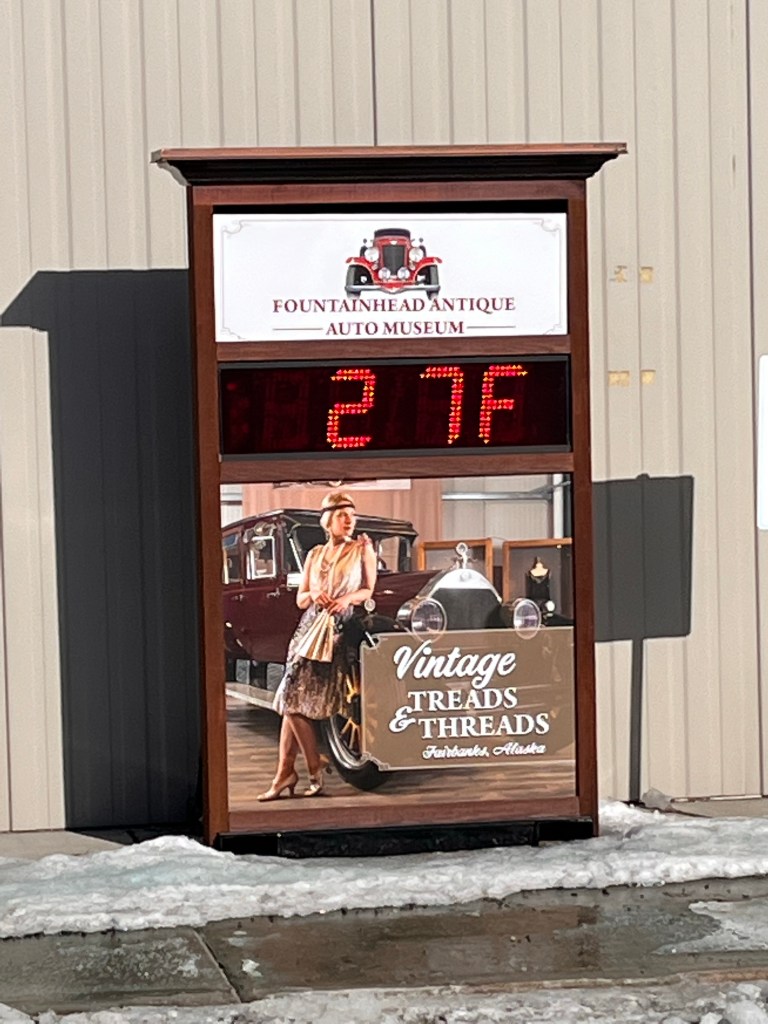 FOUNTAINHEAD ANTIQUE
AUTO MUSEUM
27F
Vintage
TREADS
& THREADS
Fairbanks, Alaska